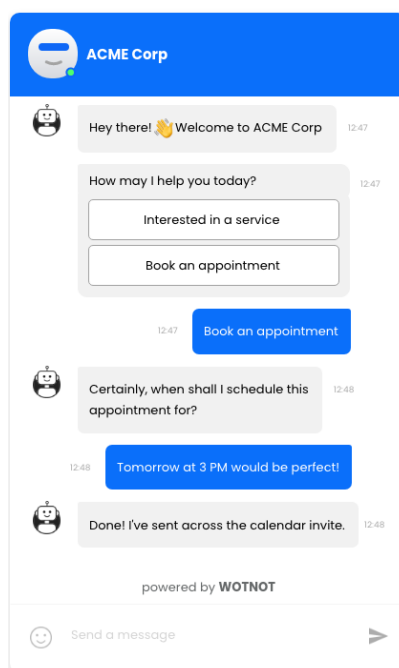 ACME Corp
Hey there! 👋 Welcome to ACME Corp
12:47
How may I help you today?
12:47
Interested in a service
Book an appointment
12:47
Book an appointment
Certainly, when shall I schedule this
12:48
appointment for?
12:48
Tomorrow at 3 PM would be perfect!
Done! I've sent across the calendar invite.
12:48
powered by WOTNOT
Send a message